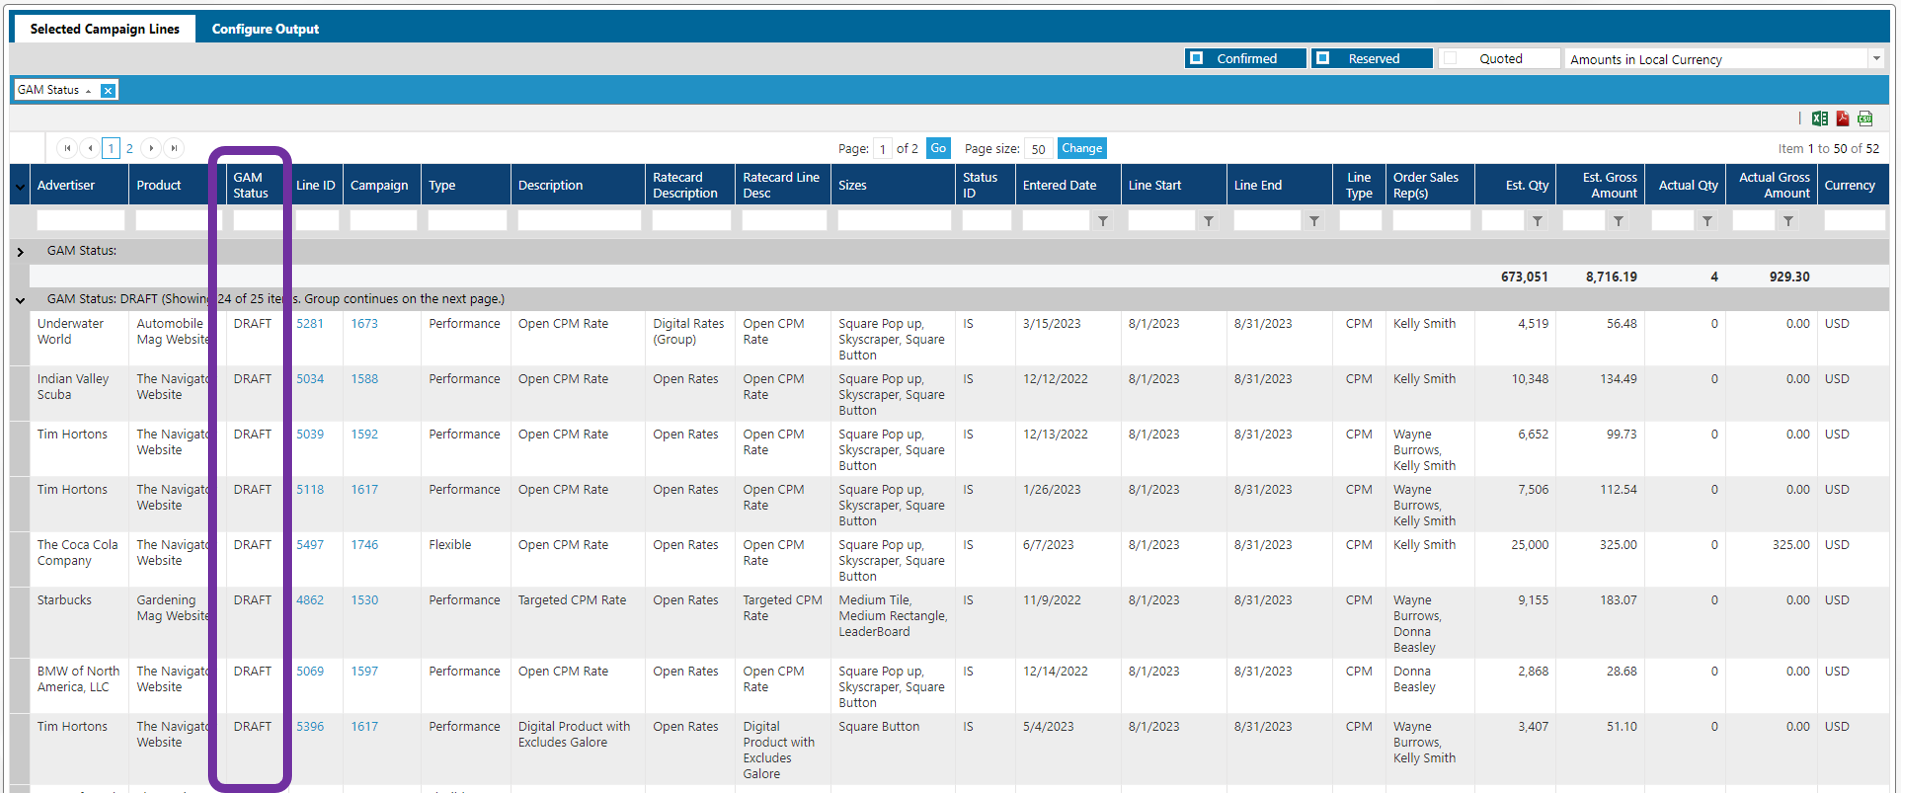 Selected Campaign Lines Configure Output
Confirmed Reserved Quoted Amounts in Local Currency
GAM Status
1 2 Page: 1 of 2 Go Page size: 50 Change Item 1 to 50 of 52
Advertiser Product GAM Status Line ID Campaign Type Description Ratecard Description Ratecard Line Desc Sizes Status ID Entered Date Line Start Line End Line Type Order Sales Rep(s) Est. Qty Est. Gross Amount Actual Qty Actual Gross Amount Currency
GAM Status:
673,051 8,716.19 4 929.30
GAM Status: DRAFT (Showing 24 of 25 items. Group continues on the next page.)
Underwater World Automobile Mag Website DRAFT 5281 1673 Performance Open CPM Rate Digital Rates (Group) Open CPM Rate Square Pop up, Skyscraper, Square Button IS 3/15/2023 8/1/2023 8/31/2023 CPM Kelly Smith 4,519 56.48 0 0.00 USD
Indian Valley Scuba The Navigato Website DRAFT 5034 1588 Performance Open CPM Rate Open Rates Open CPM Rate Square Pop up, Skyscraper, Square Button IS 12/12/2022 8/1/2023 8/31/2023 CPM Kelly Smith 10,348 134.49 0 0.00 USD
Tim Hortons The Navigato Website DRAFT 5039 1592 Performance Open CPM Rate Open Rates Open CPM Rate Square Pop up, Skyscraper, Square Button IS 12/13/2022 8/1/2023 8/31/2023 CPM Wayne Burrows, Kelly Smith 6,652 99.73 0 0.00 USD
Tim Hortons The Navigato Website DRAFT 5118 1617 Performance Open CPM Rate Open Rates Open CPM Rate Square Pop up, Skyscraper, Square Button IS 1/26/2023 8/1/2023 8/31/2023 CPM Wayne Burrows, Kelly Smith 7,506 112.54 0 0.00 USD
The Coca Cola Company The Navigato Website DRAFT 5497 1746 Flexible Open CPM Rate Open Rates Open CPM Rate Square Pop up, Skyscraper, Square Button IS 6/7/2023 8/1/2023 8/31/2023 CPM Kelly Smith 25,000 325.00 0 325.00 USD
Starbucks Gardening Mag Website DRAFT 4862 1530 Performance Targeted CPM Rate Open Rates Targeted CPM Rate Medium Tile, Medium Rectangle, LeaderBoard IS 11/9/2022 8/1/2023 8/31/2023 CPM Wayne Burrows, Donna Beasley 9,155 183.07 0 0.00 USD
BMW of North America, LLC The Navigato Website DRAFT 5069 1597 Performance Open CPM Rate Open Rates Open CPM Rate Square Pop up, Skyscraper, Square Button IS 12/14/2022 8/1/2023 8/31/2023 CPM Donna Beasley 2,868 28.68 0 0.00 USD
Tim Hortons The Navigato Website DRAFT 5396 1617 Performance Digital Product with Excludes Galore Open Rates Digital Product with Excludes Galore Square Button IS 5/4/2023 8/1/2023 8/31/2023 CPM Wayne Burrows, Kelly Smith 3,407 51.10 0 0.00 USD